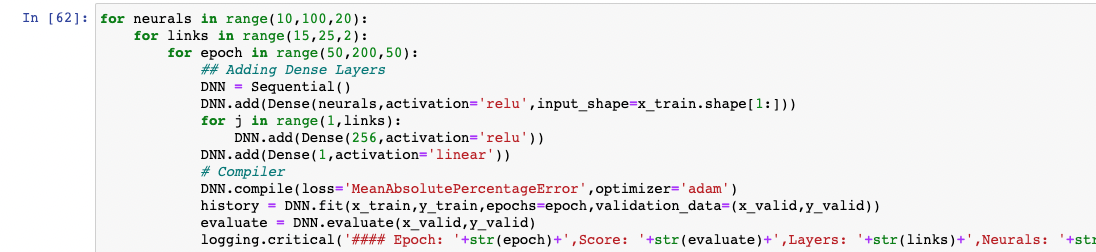 In [62]: for neurals in range(10,100,20):
for links in range(15,25,2):
for epoch in range(50,200,50):
## Adding Dense Layers
DNN = Sequential()
DNN.add(Dense(neurals,activation='relu',input_shape=x_train.shape[1:]))
for j in range(1,links):
DNN.add(Dense(256,activation='relu'))
DNN.add(Dense(1,activation='linear'))
# Compiler
DNN.compile(loss='MeanAbsolutePercentageError',optimizer='adam')
history = DNN.fit(x_train,y_train,epochs=epoch,validation_data=(x_valid,y_valid))
evaluate = DNN.evaluate(x_valid,y_valid)
logging.critical('#### Epoch: '+str(epoch)+',Score: '+str(evaluate)+',Layers: '+str(links)+',Neurals: '+str